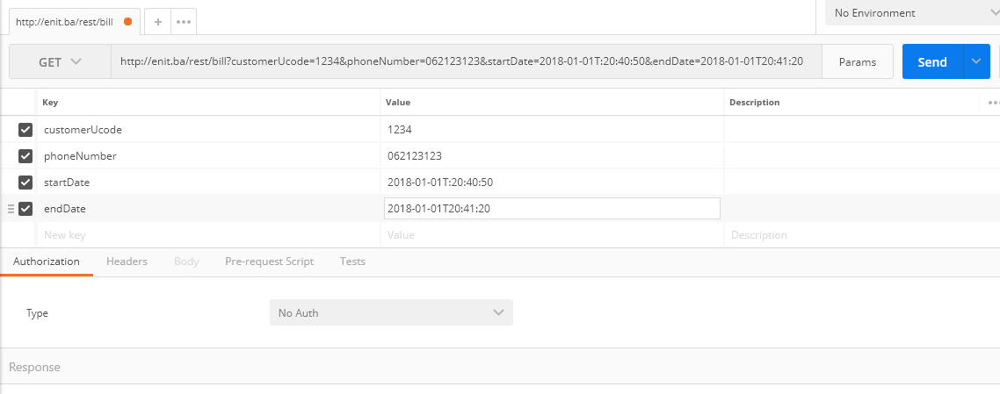 http://enit.ba/rest/bill
No Environment
GET http://enit.ba/rest/bill?customerUcode=1234&phoneNumber=062123123&startDate=2018-01-01T:20:40:50&endDate=2018-01-01T20:41:20 Params Send
Key Value Description
customerUcode 1234
phoneNumber 062123123
startDate 2018-01-01T:20:40:50
endDate 2018-01-01T20:41:20
New key Value Description
Authorization Headers Body Pre-request Script Tests
Type No Auth
Response